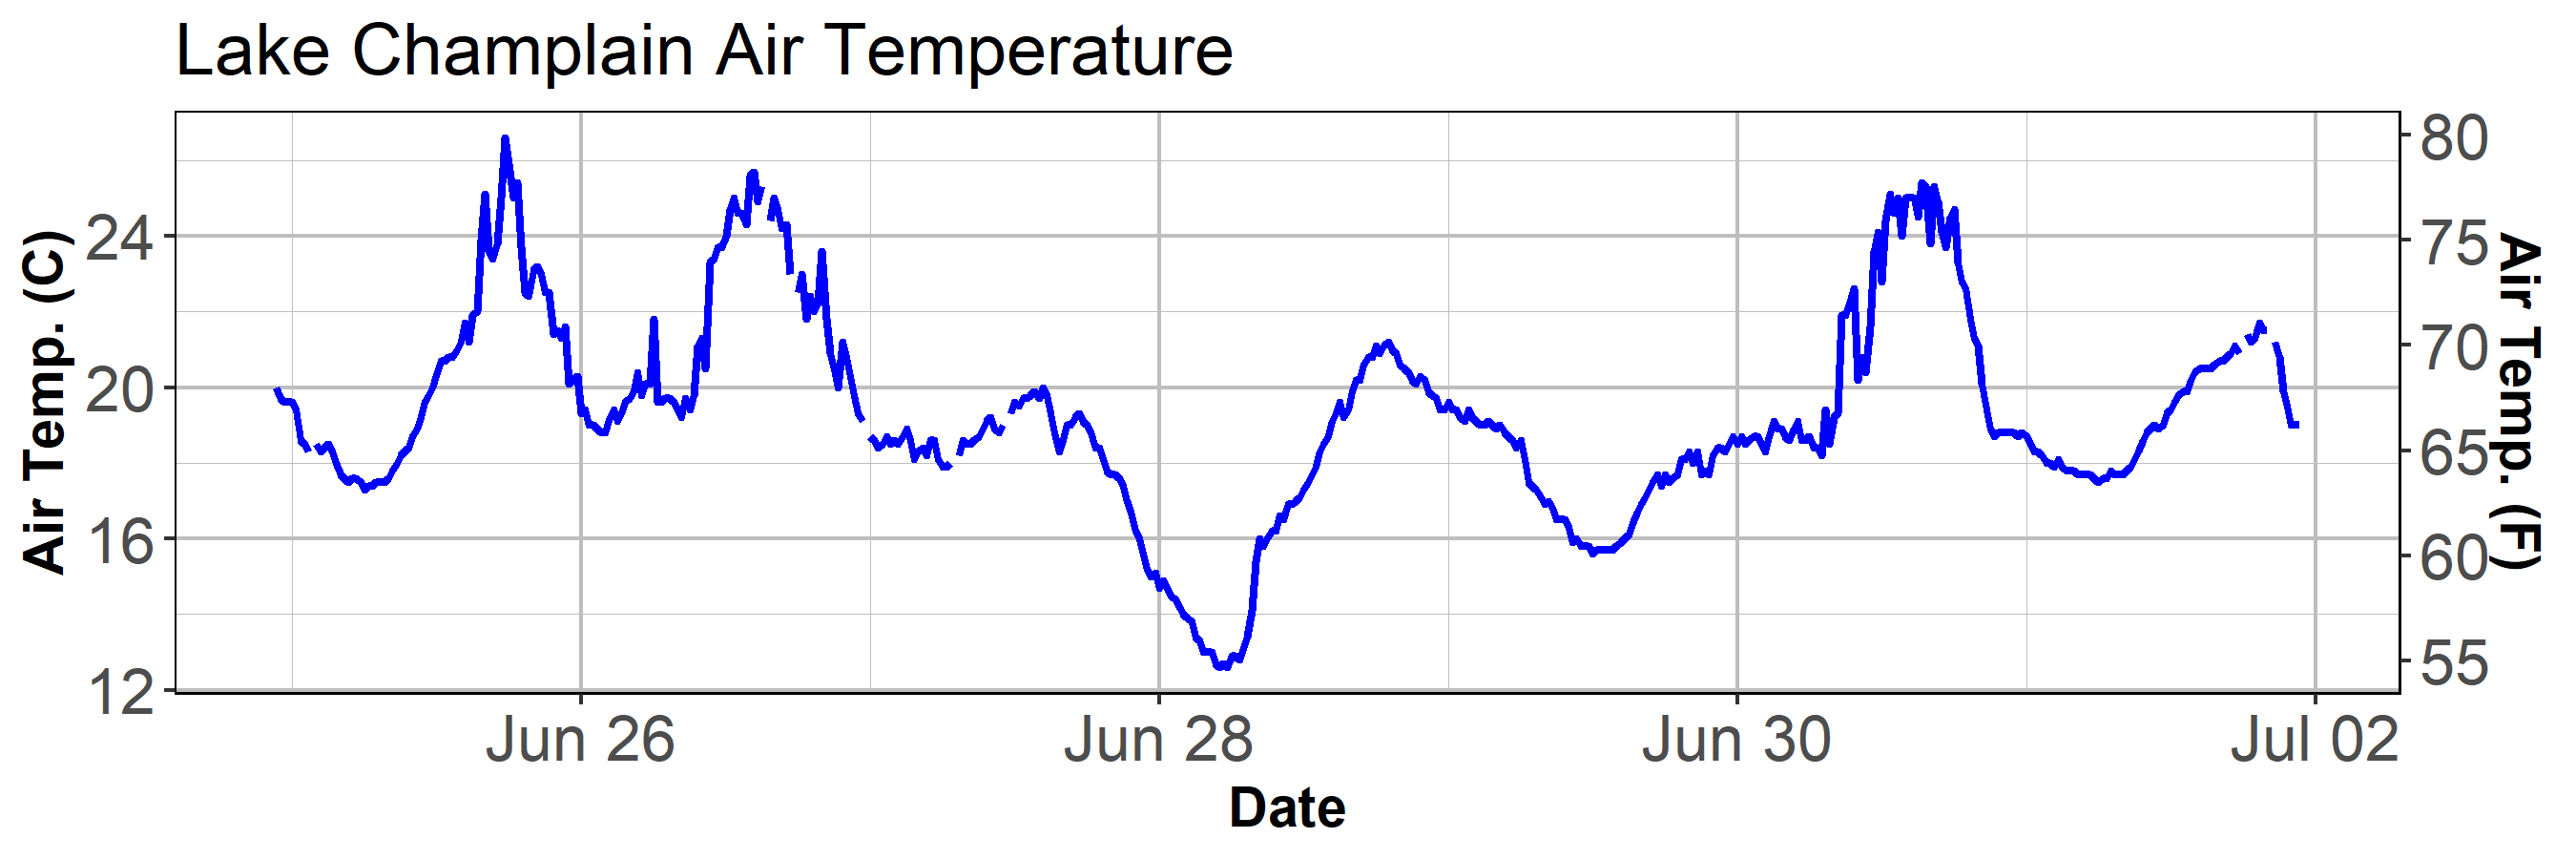 Lake Champlain Air Temperature
Air Temp. (C)
24
20
16
12
80
75
70
65
60
55
Air Temp. (F)
Jun 26
Jun 28
Jun 30
Jul 02
Date